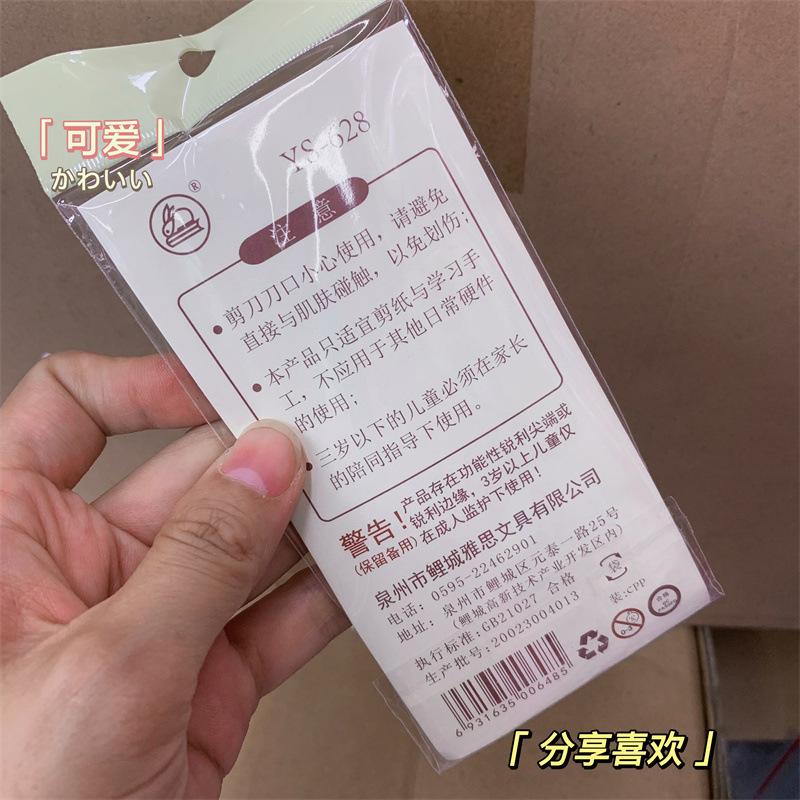 「可爱」
かわいい
YS-628
®
注意
剪刀刀口小心使用，请避免
直接与肌肤碰触，以免划伤；
本产品只适宜剪纸与学习手
工，不应用于其他日常硬件
的使用；
三岁以下的儿童必须在家长
的陪同指导下使用。
警告！
(保留备用)
产品存在功能性锐利尖端或
锐利边缘，3岁以上儿童仅
在成人监护下使用！
泉州市鲤城雅思文具有限公司
电话：0595-22462901
地址：泉州市鲤城区元泰一路25号
(鲤城高新技术产业开发区内)
执行标准：GB21027 合格
生产批号：20023004013
袋
装：CPP
0-3
合格
6931635006485
「分享喜欢」